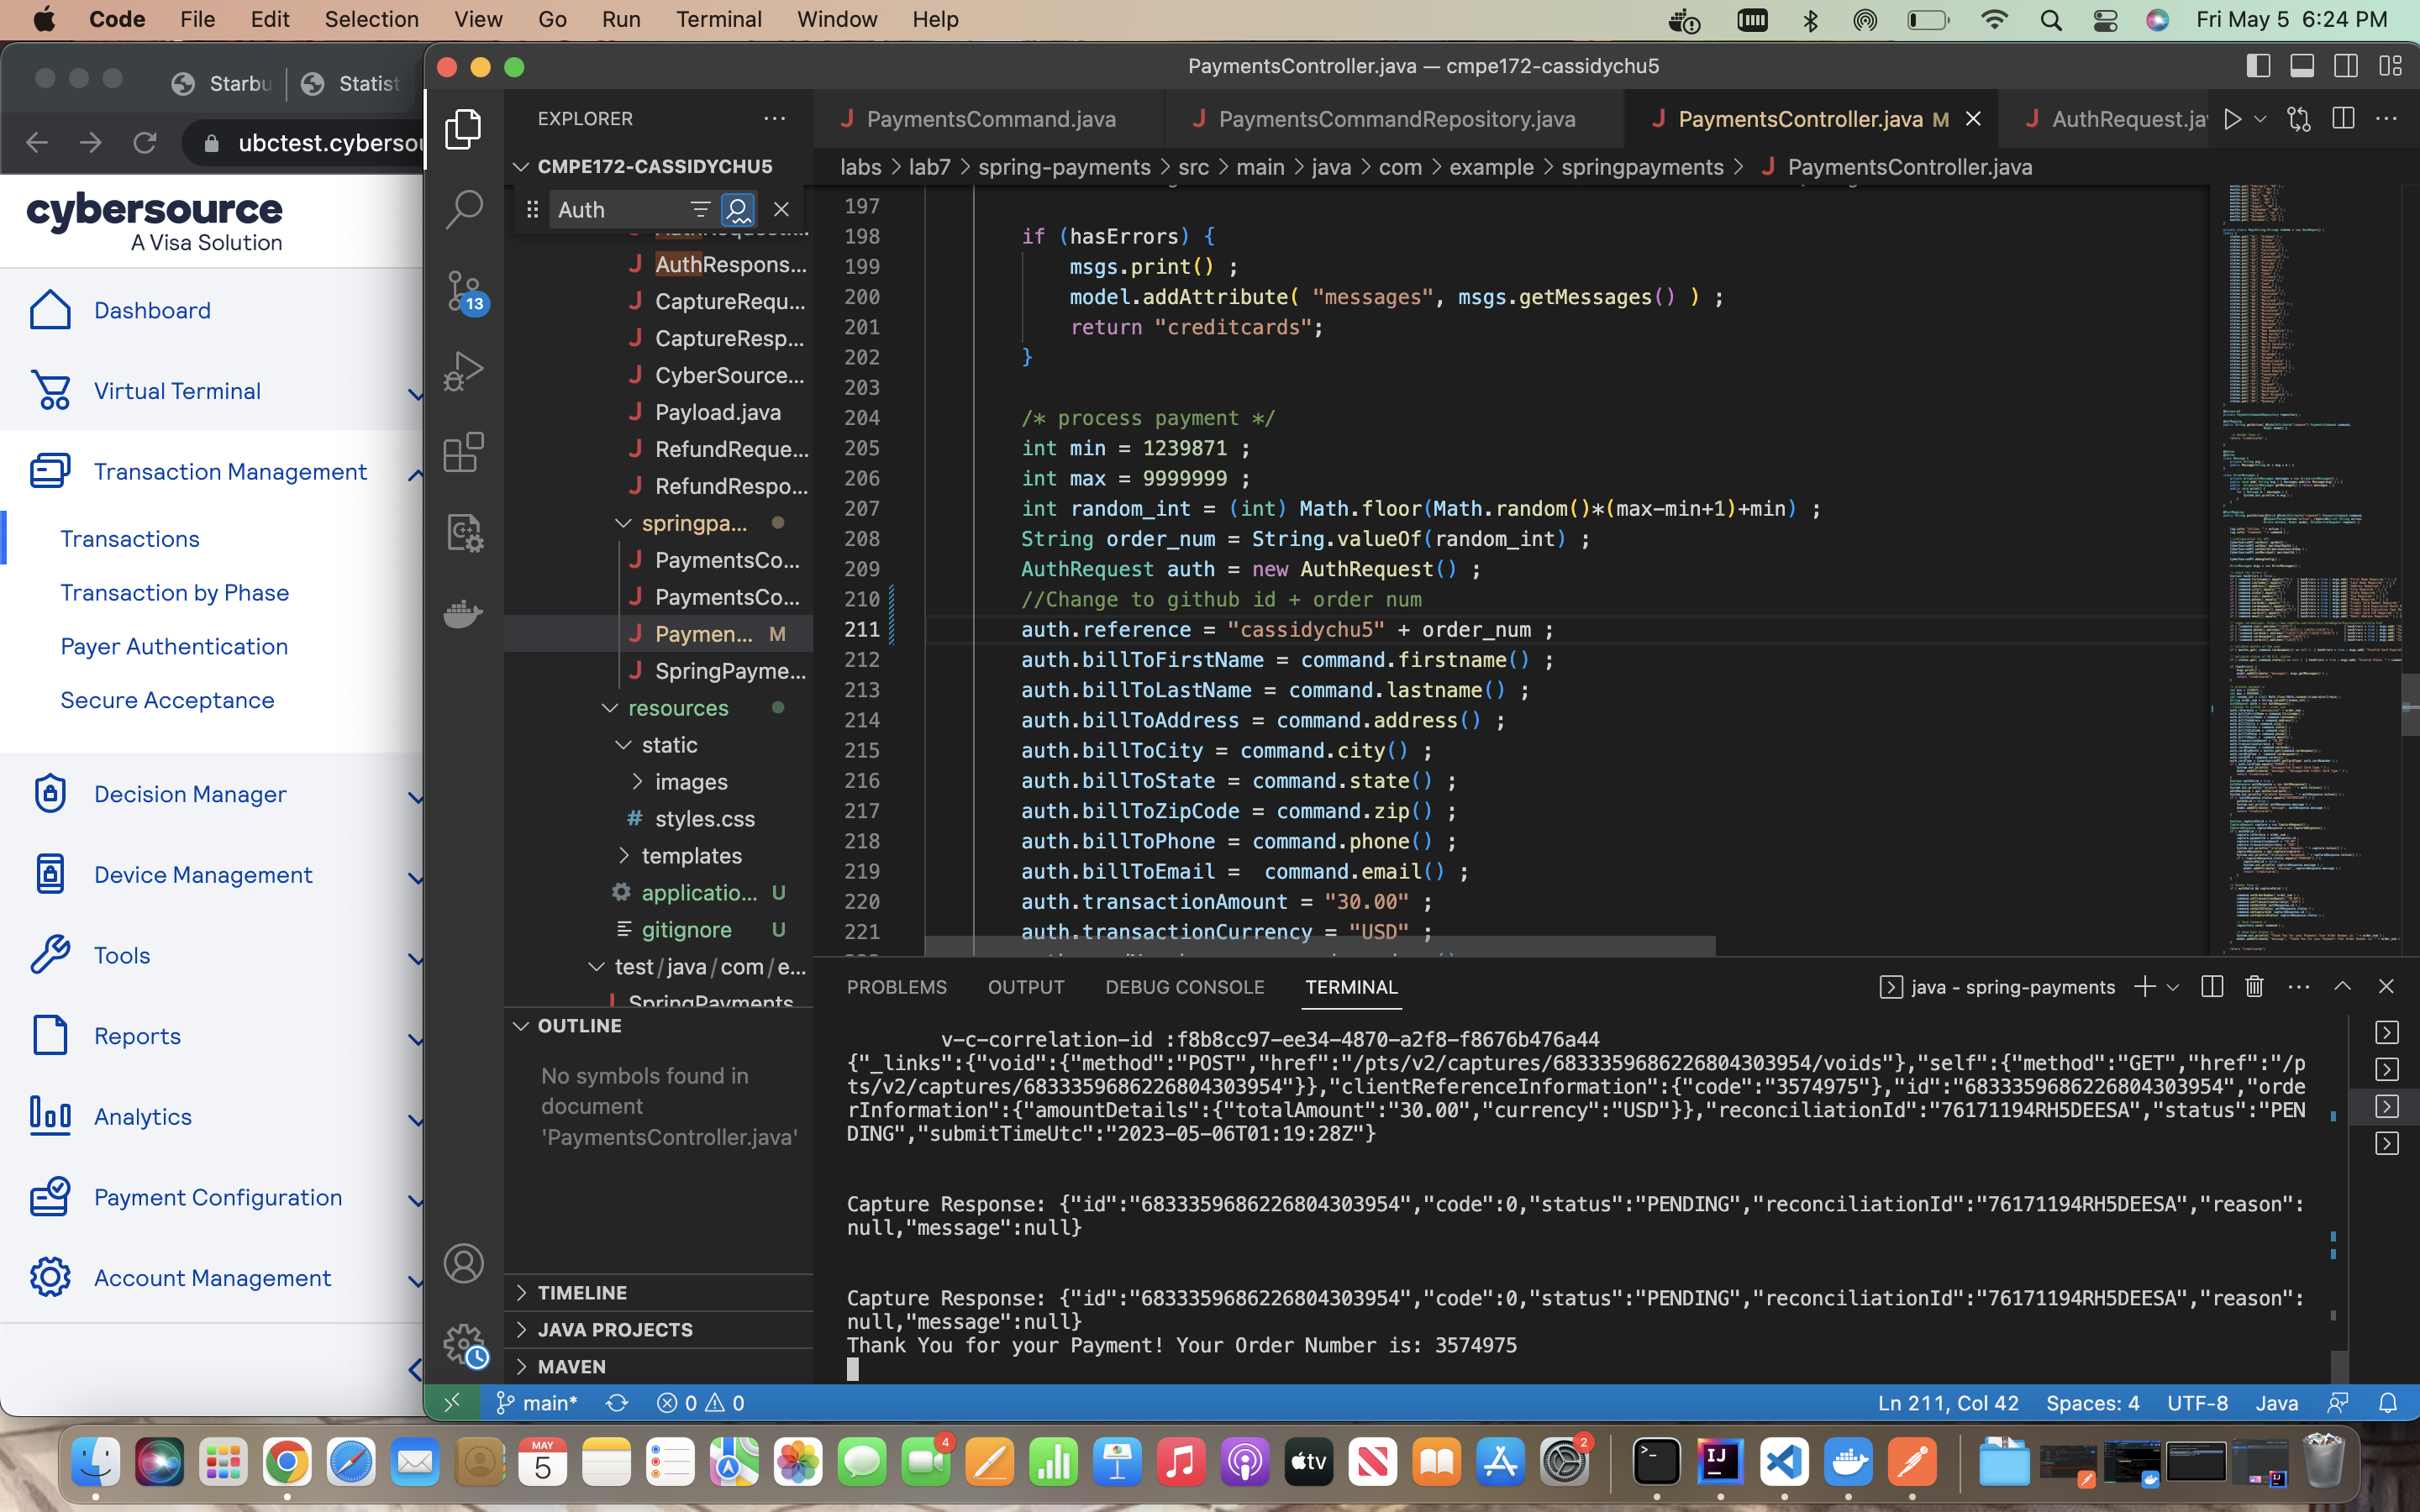 Code File Edit Selection View Go Run Terminal Window Help Fri May 5 6:24 PM
Starbu Statist
ubctest.cyberso
cybersource
A Visa Solution
Dashboard
Virtual Terminal
Transaction Management
Transactions
Transaction by Phase
Payer Authentication
Secure Acceptance
Decision Manager
Device Management
Tools
Reports
Analytics
Payment Configuration
Account Management
PaymentsController.java — cmpe172-cassidychu5
EXPLORER
CMPE172-CASSIDYCHU5
Auth
AuthRespons...
CaptureRequ...
CaptureResp...
CyberSource...
Payload.java
RefundReque...
RefundRespo...
springpa...
PaymentsCo...
PaymentsCo...
Paymen... M
SpringPayme...
resources
static
images
# styles.css
templates
applicatio... U
gitignore U
test/java/com/e...
SpringPayments
OUTLINE
No symbols found in
document
'PaymentsController.java'
TIMELINE
JAVA PROJECTS
MAVEN
13
J PaymentsCommand.java J PaymentsCommandRepository.java J PaymentsController.java M J AuthRequest.jav
labs > lab7 > spring-payments > src > main > java > com > example > springpayments > J PaymentsController.java
197
198 if (hasErrors) {
199 msgs.print() ;
200 model.addAttribute( "messages", msgs.getMessages() ) ;
201 return "creditcards";
202 }
203
204 /* process payment */
205 int min = 1239871 ;
206 int max = 9999999 ;
207 int random_int = (int) Math.floor(Math.random()*(max-min+1)+min) ;
208 String order_num = String.valueOf(random_int) ;
209 AuthRequest auth = new AuthRequest() ;
210 //Change to github id + order num
211 auth.reference = "cassidychu5" + order_num ;
212 auth.billToFirstName = command.firstname() ;
213 auth.billToLastName = command.lastname() ;
214 auth.billToAddress = command.address() ;
215 auth.billToCity = command.city() ;
216 auth.billToState = command.state() ;
217 auth.billToZipCode = command.zip() ;
218 auth.billToPhone = command.phone() ;
219 auth.billToEmail =  command.email() ;
220 auth.transactionAmount = "30.00" ;
221 auth.transactionCurrency = "USD" ;
PROBLEMS OUTPUT DEBUG CONSOLE TERMINAL java - spring-payments
v-c-correlation-id :f8b8cc97-ee34-4870-a2f8-f8676b476a44
{"_links":{"void":{"method":"POST","href":"/pts/v2/captures/6833359686226804303954/voids"},"self":{"method":"GET","href":"/p
ts/v2/captures/6833359686226804303954"}},"clientReferenceInformation":{"code":"3574975"},"id":"6833359686226804303954","orde
rInformation":{"amountDetails":{"totalAmount":"30.00","currency":"USD"}},"reconciliationId":"76171194RH5DEESA","status":"PEN
DING","submitTimeUtc":"2023-05-06T01:19:28Z"}
Capture Response: {"id":"6833359686226804303954","code":0,"status":"PENDING","reconciliationId":"76171194RH5DEESA","reason":
null,"message":null}
Capture Response: {"id":"6833359686226804303954","code":0,"status":"PENDING","reconciliationId":"76171194RH5DEESA","reason":
null,"message":null}
Thank You for your Payment! Your Order Number is: 3574975
main* 0 0 Ln 211, Col 42 Spaces: 4 UTF-8 Java
MAY
5
4
tv
2
IJ